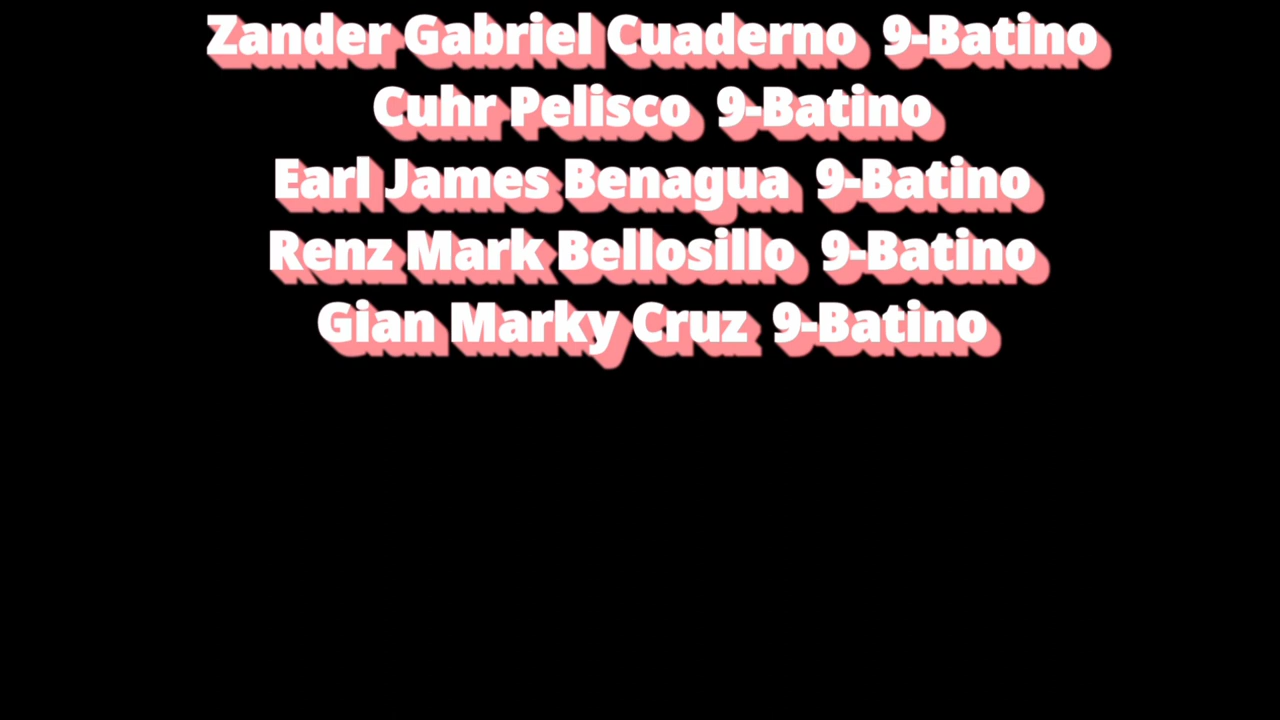 Zander Gabriel Cuaderno 9-Batino
Cuhr Pelisco 9-Batino
Earl James Benagua 9-Batino
Renz Mark Bellosillo 9-Batino
Gian Marky Cruz 9-Batino